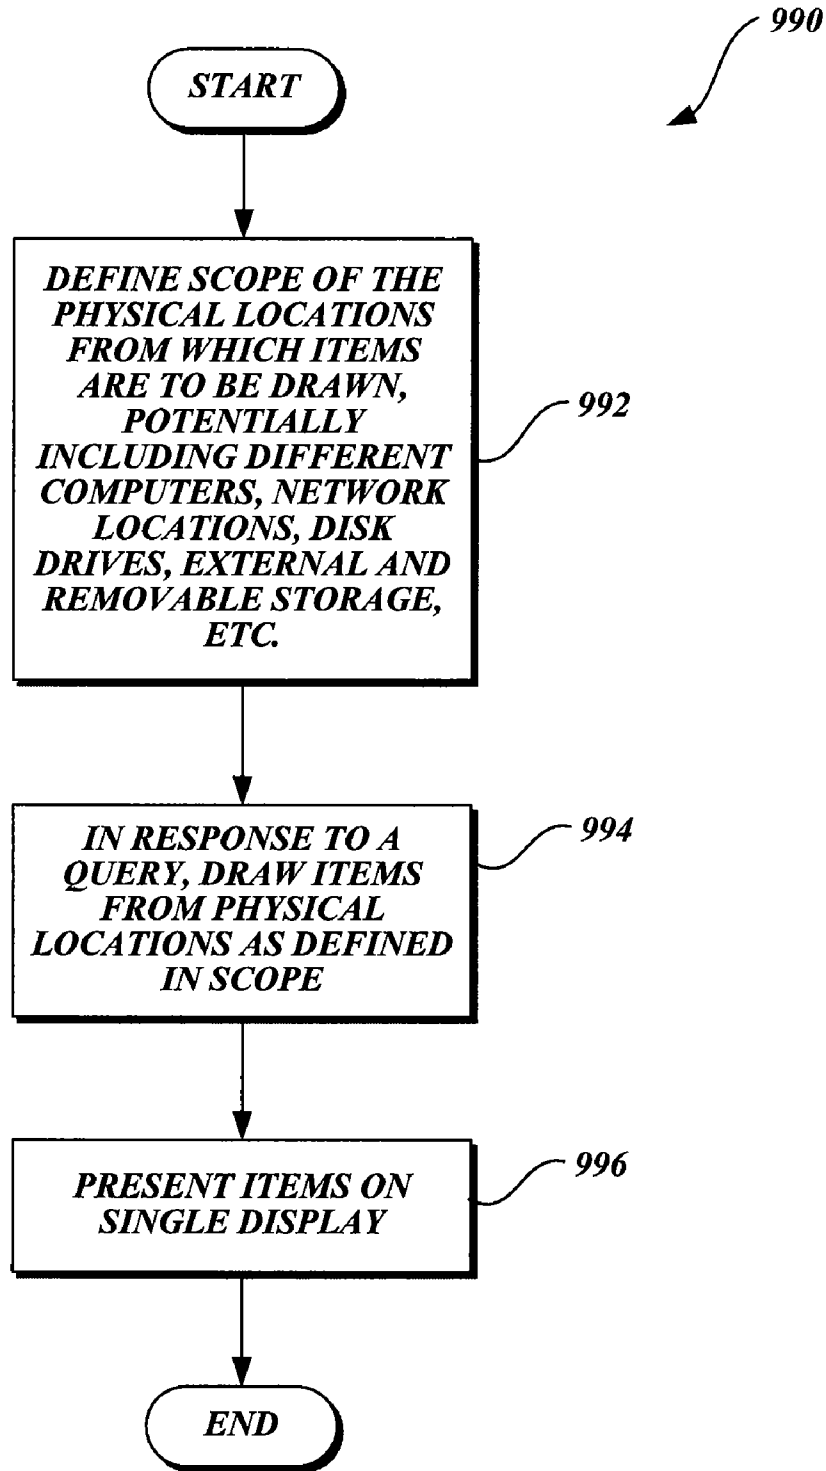 990
START
DEFINE SCOPE OF THE
PHYSICAL LOCATIONS
FROM WHICH ITEMS
ARE TO BE DRAWN,
POTENTIALLY
INCLUDING DIFFERENT
COMPUTERS, NETWORK
LOCATIONS, DISK
DRIVES, EXTERNAL AND
REMOVABLE STORAGE,
ETC.
992
IN RESPONSE TO A
QUERY, DRAW ITEMS
FROM PHYSICAL
LOCATIONS AS DEFINED
IN SCOPE
994
PRESENT ITEMS ON
SINGLE DISPLAY
996
END